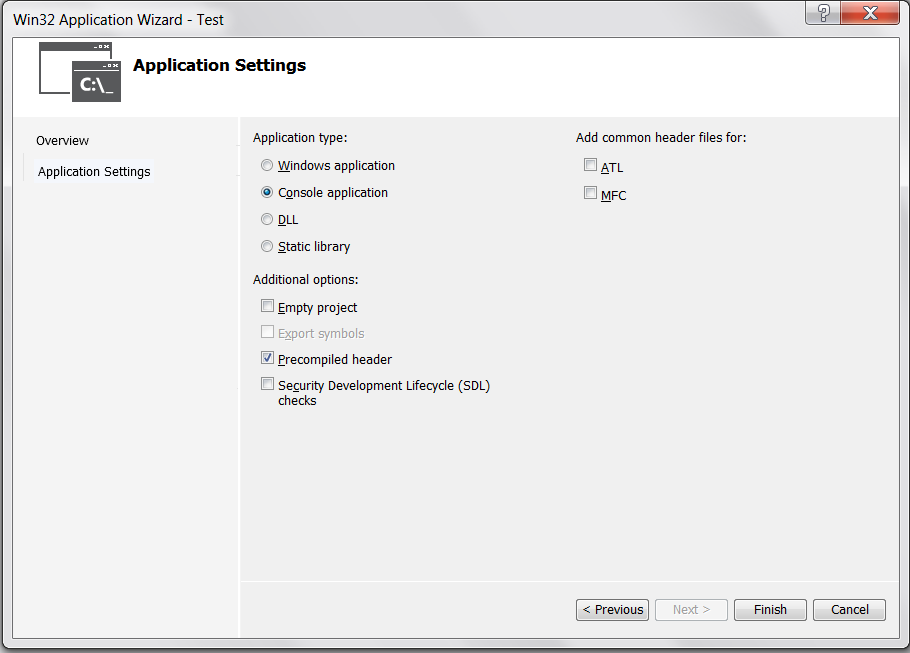 Win32 Application Wizard - Test
C:\_
Application Settings
Overview
Application Settings
Application type:
Windows application
Console application
DLL
Static library
Additional options:
Empty project
Export symbols
Precompiled header
Security Development Lifecycle (SDL)
checks
Add common header files for:
ATL
MFC
< Previous
Next >
Finish
Cancel